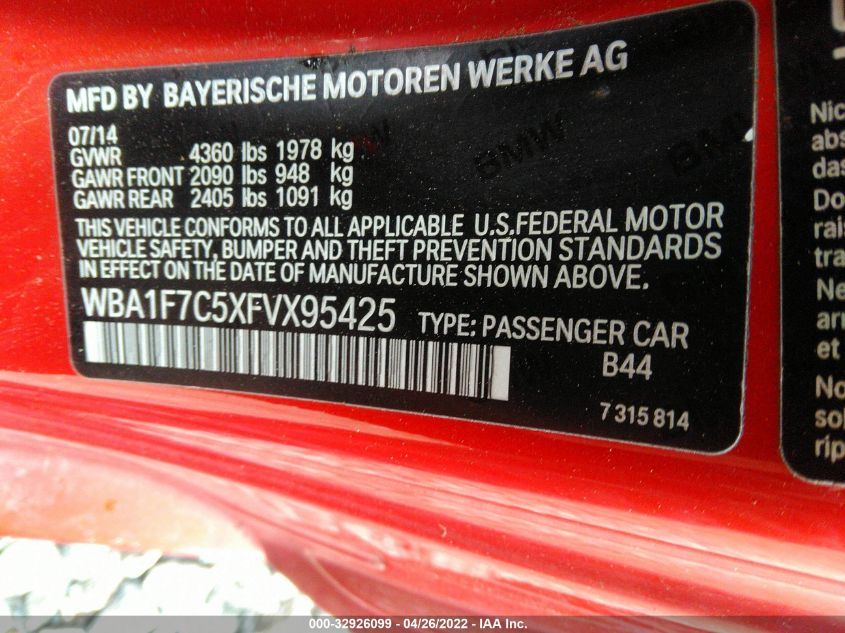 MFD BY BAYERISCHE MOTOREN WERKE AG
07/14
GVWR 4360 lbs 1978 kg
GAWR FRONT 2090 lbs 948 kg
GAWR REAR 2405 lbs 1091 kg
THIS VEHICLE CONFORMS TO ALL APPLICABLE U.S.FEDERAL MOTOR
VEHICLE SAFETY, BUMPER AND THEFT PREVENTION STANDARDS
IN EFFECT ON THE DATE OF MANUFACTURE SHOWN ABOVE.
WBA1F7C5XFVX95425 TYPE: PASSENGER CAR
B44
7 315 814
BMW
Nic
abs
das
Do
rais
tra
Ne
arr
et
No
sol
rip
000-32926099 - 04/26/2022 - IAA Inc.